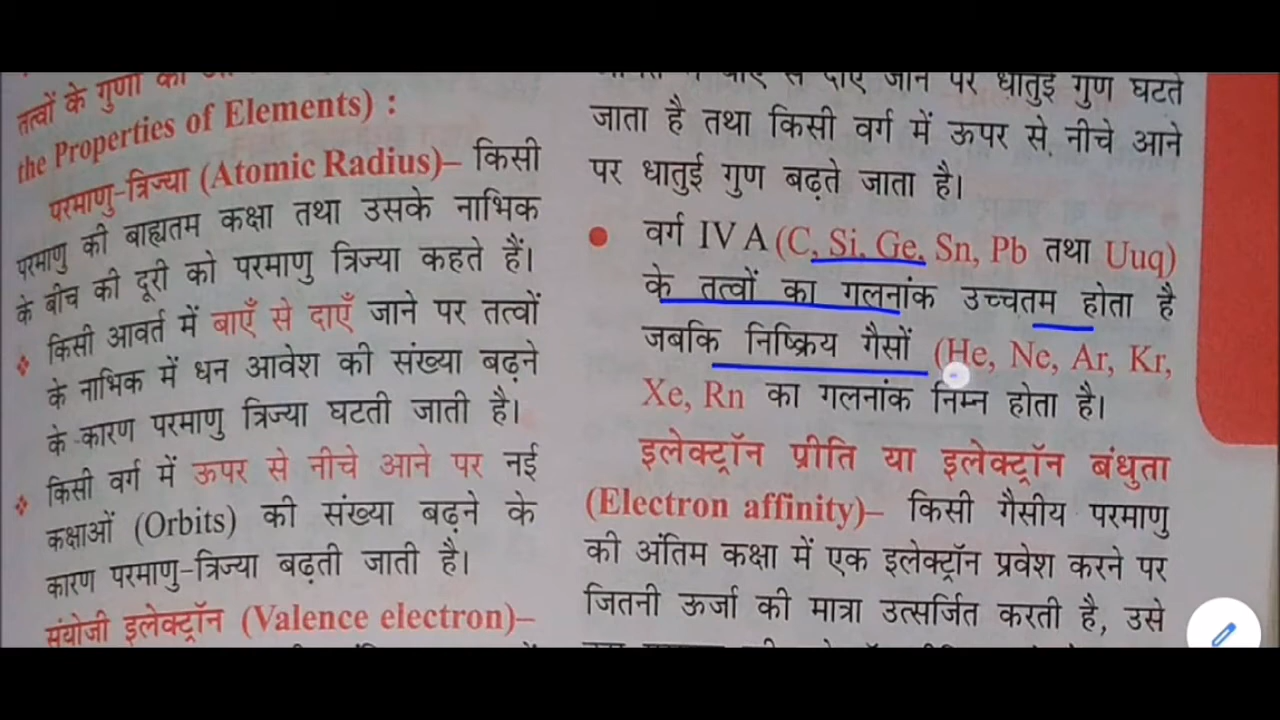 तत्वों के गुणों का
the Properties of Elements) :
परमाणु-त्रिज्या (Atomic Radius)– किसी
परमाणु की बाह्यतम कक्षा तथा उसके नाभिक
के बीच की दूरी को परमाणु त्रिज्या कहते हैं।
किसी आवर्त में बाएँ से दाएँ जाने पर तत्वों
के नाभिक में धन आवेश की संख्या बढ़ने
के कारण परमाणु त्रिज्या घटती जाती है।
किसी वर्ग में ऊपर से नीचे आने पर नई
कक्षाओं (Orbits) की संख्या बढ़ने के
कारण परमाणु-त्रिज्या बढ़ती जाती है।
संयोजी इलेक्ट्रॉन (Valence electron)–
से दाएँ जाने पर धातुई गुण घटते
जाता है तथा किसी वर्ग में ऊपर से नीचे आने
पर धातुई गुण बढ़ते जाता है।
वर्ग IV A (C, Si, Ge, Sn, Pb तथा Uuq)
के तत्वों का गलनांक उच्चतम होता है
जबकि निष्क्रिय गैसों (He, Ne, Ar, Kr,
Xe, Rn का गलनांक निम्न होता है।
इलेक्ट्रॉन प्रीति या इलेक्ट्रॉन बंधुता
(Electron affinity)– किसी गैसीय परमाणु
की अंतिम कक्षा में एक इलेक्ट्रॉन प्रवेश करने पर
जितनी ऊर्जा की मात्रा उत्सर्जित करती है, उसे